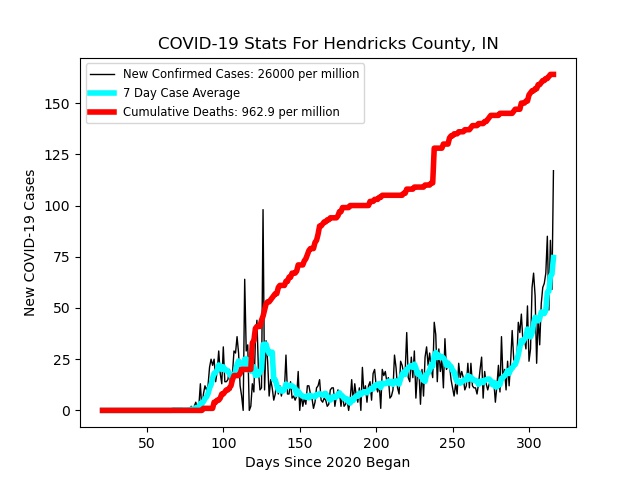 COVID-19 Stats For Hendricks County, IN
New Confirmed Cases: 26000 per million
7 Day Case Average
Cumulative Deaths: 962.9 per million
New COVID-19 Cases
150
125
100
75
50
25
0
50 100 150 200 250 300
Days Since 2020 Began